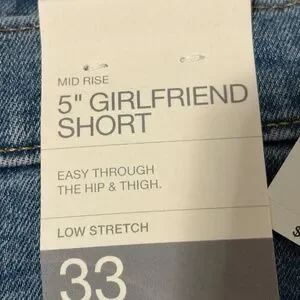 MID RISE
5" GIRLFRIEND
SHORT
EASY THROUGH
THE HIP & THIGH.
LOW STRETCH
33